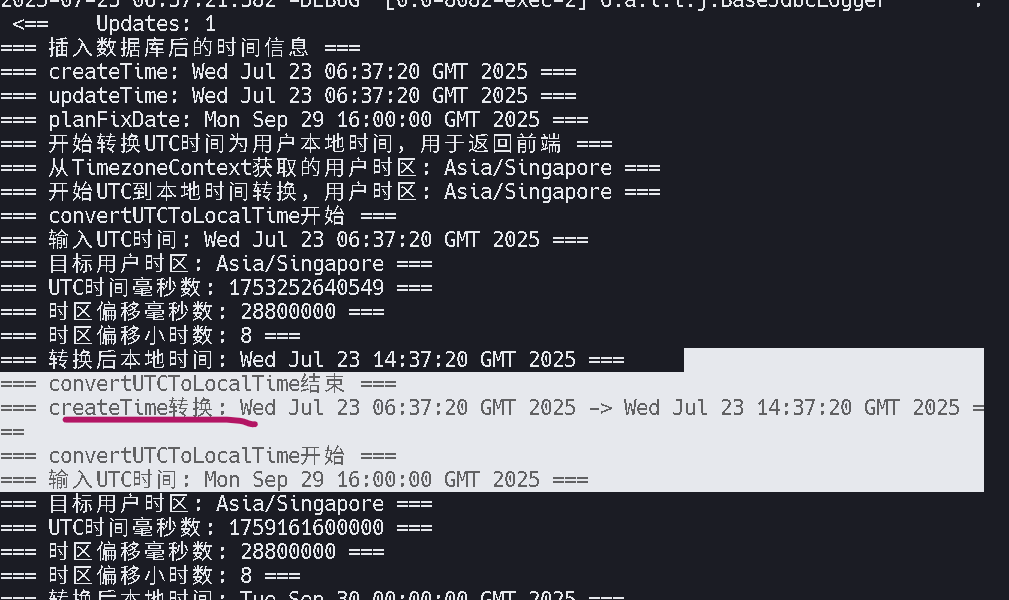 2025-07-23 06:37:21.582 -DEBUG
<==    Updates: 1
=== 插入数据库后的时间信息 ===
=== createTime: Wed Jul 23 06:37:20 GMT 2025 ===
=== updateTime: Wed Jul 23 06:37:20 GMT 2025 ===
=== planFixDate: Mon Sep 29 16:00:00 GMT 2025 ===
=== 开始转换UTC时间为用户本地时间，用于返回前端 ===
=== 从TimezoneContext获取的用户时区: Asia/Singapore ===
=== 开始UTC到本地时间转换，用户时区: Asia/Singapore ===
=== convertUTCToLocalTime开始 ===
=== 输入UTC时间: Wed Jul 23 06:37:20 GMT 2025 ===
=== 目标用户时区: Asia/Singapore ===
=== UTC时间毫秒数: 1753252640549 ===
=== 时区偏移毫秒数: 28800000 ===
=== 时区偏移小时数: 8 ===
=== 转换后本地时间: Wed Jul 23 14:37:20 GMT 2025 ===
=== convertUTCToLocalTime结束 ===
=== createTime转换: Wed Jul 23 06:37:20 GMT 2025 -> Wed Jul 23 14:37:20 GMT 2025 =
==
=== convertUTCToLocalTime开始 ===
=== 输入UTC时间: Mon Sep 29 16:00:00 GMT 2025 ===
=== 目标用户时区: Asia/Singapore ===
=== UTC时间毫秒数: 1759161600000 ===
=== 时区偏移毫秒数: 28800000 ===
=== 时区偏移小时数: 8 ===
=== 转换后本地时间: Tue Sep 30 00:00:00 GMT 2025 ===